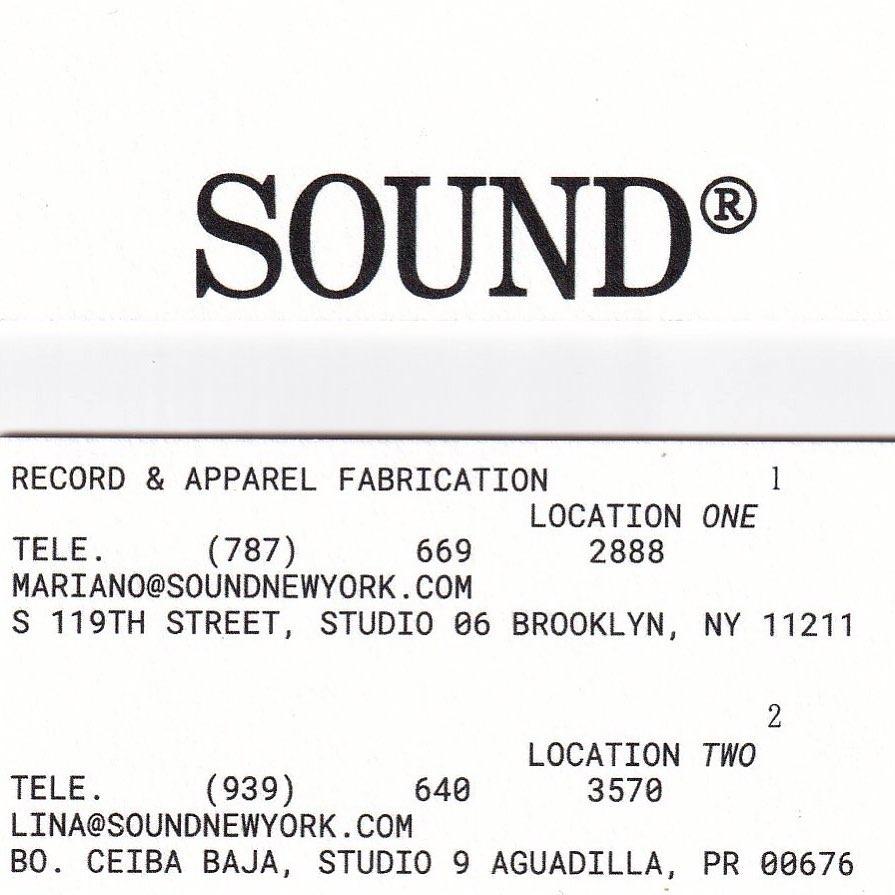 SOUND®
RECORD & APPAREL FABRICATION 1
LOCATION ONE
TELE. (787) 669 2888
MARIANO@SOUNDNEWYORK.COM
S 119TH STREET, STUDIO 06 BROOKLYN, NY 11211
2
LOCATION TWO
TELE. (939) 640 3570
LINA@SOUNDNEWYORK.COM
BO. CEIBA BAJA, STUDIO 9 AGUADILLA, PR 00676